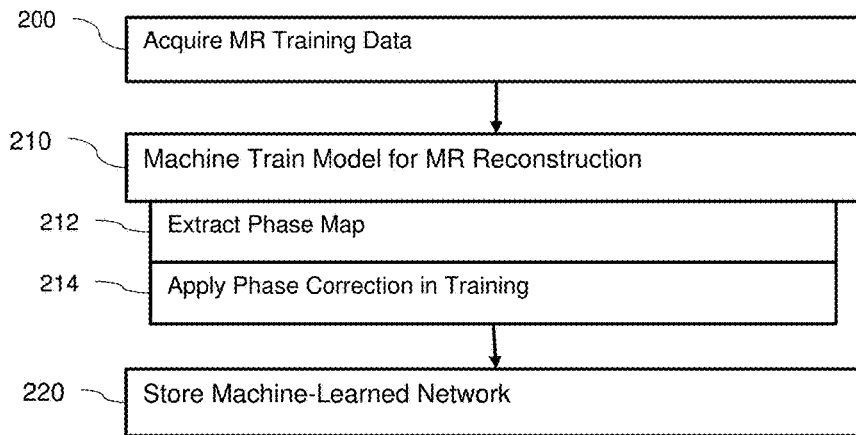 200 Acquire MR Training Data
210 Machine Train Model for MR Reconstruction
212 Extract Phase Map
214 Apply Phase Correction in Training
220 Store Machine-Learned Network